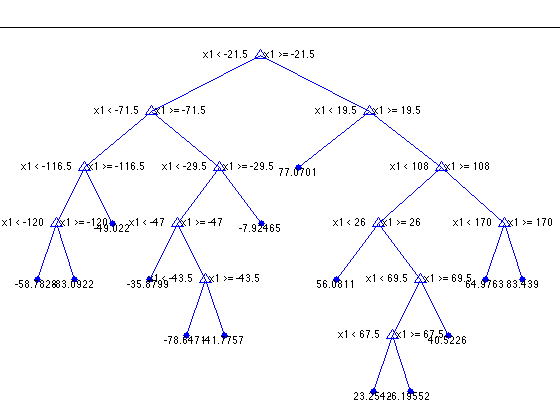 x1 < -21.5 x1 >= -21.5
x1 < -71.5 x1 >= -71.5 x1 < 19.5 x1 >= 19.5
x1 < -116.5 x1 >= -116.5 x1 < -29.5 x1 >= -29.5 77.0701 x1 < 108 x1 >= 108
x1 < -120 x1 >= -120 -49.022 x1 < -47 x1 >= -47 -7.92465 x1 < 26 x1 >= 26 x1 < 170 x1 >= 170
-58.7828 -83.0922 -35.8799 x1 < -43.5 x1 >= -43.5 56.0811 x1 < 69.5 x1 >= 69.5 64.9763 83.439
-78.6471 -41.7757 x1 < 67.5 x1 >= 67.5 40.5226
23.2542 -6.19552